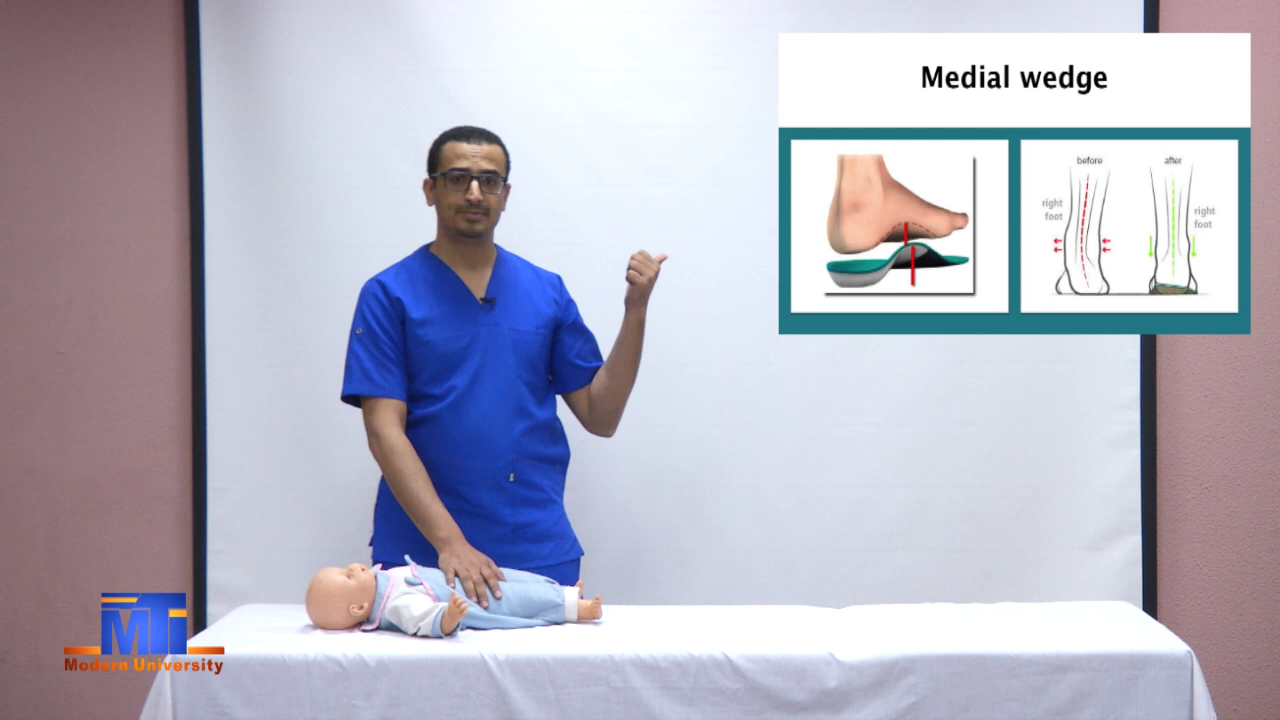 Medial wedge
before
after
right
foot
right
foot
MTI
Modern University